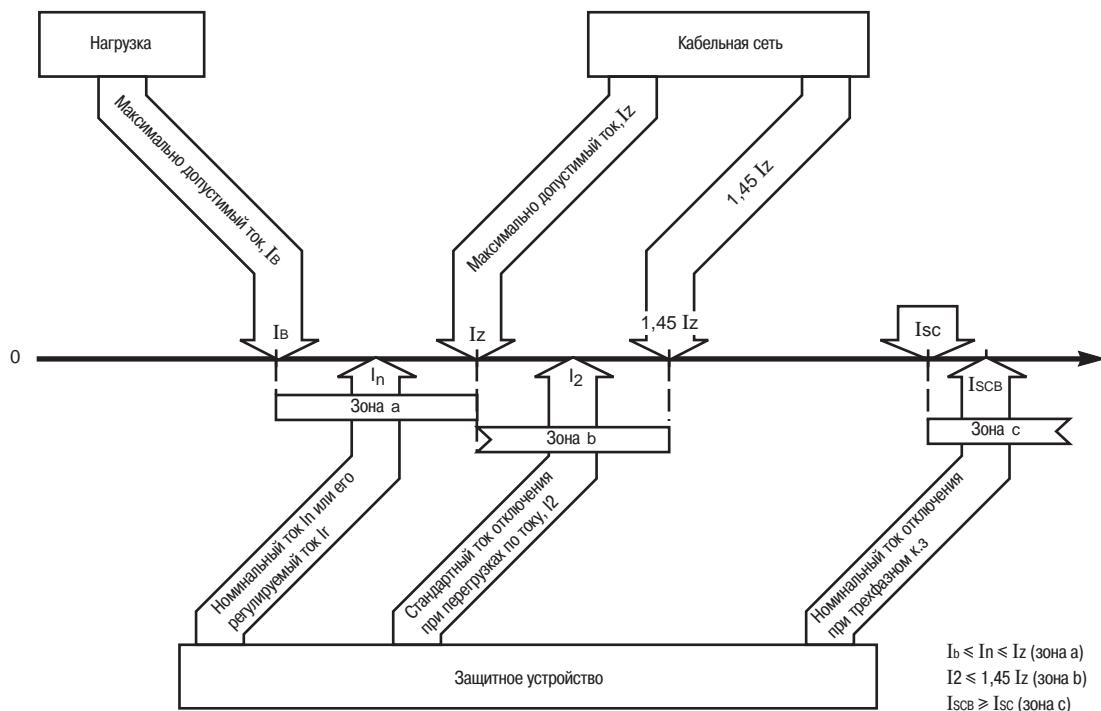 Нагрузка
Кабельная сеть
Максимально допустимый ток, IB
Максимально допустимый ток, Iz
1,45 Iz
IB
Iz
1,45 Iz
Isc
0
In
I2
ISCB
Зона a
Зона b
Зона c
Номинальный ток In или его
регулируемый ток Ir
Стандартный ток отключения
при перегрузках по току, I2
Номинальный ток отключения
при трехфазном к.з
Защитное устройство
Ib ⩽ In ⩽ Iz (зона a)
I2 ⩽ 1,45 Iz (зона b)
ISCB ⩾ ISC (зона c)